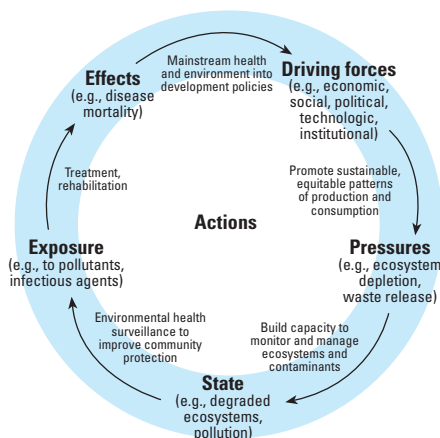 Effects
(e.g., disease
mortality)
Mainstream health
and environment into
development policies
Driving forces
(e.g., economic,
social, political,
technologic,
institutional)
Treatment,
rehabilitation
Promote sustainable,
equitable patterns
of production and
consumption
Actions
Exposure
(e.g., to pollutants,
infectious agents)
Pressures
(e.g., ecosystem
depletion,
waste release)
Environmental health
surveillance to
improve community
protection
Build capacity to
monitor and manage
ecosystems and
contaminants
State
(e.g., degraded
ecosystems,
pollution)